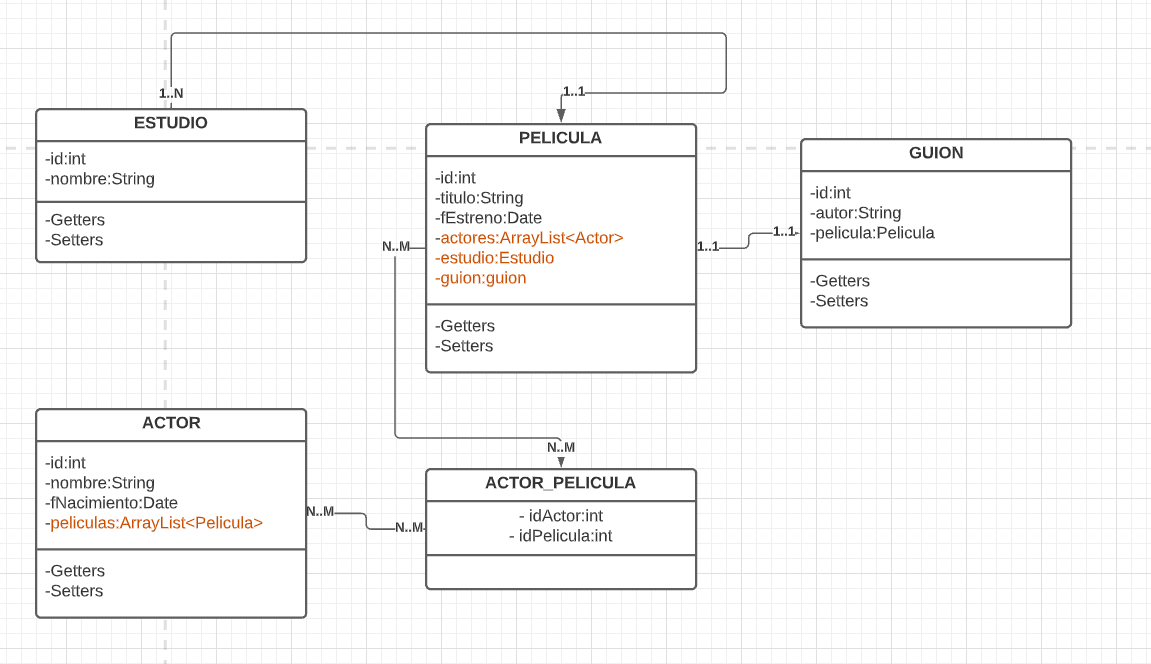 1..N
1..1
ESTUDIO
-id:int
-nombre:String
-Getters
-Setters
PELICULA
-id:int
-titulo:String
-fEstreno:Date
-actores:ArrayList<Actor>
-estudio:Estudio
-guion:guion
-Getters
-Setters
N..M
1..1
1..1
GUION
-id:int
-autor:String
-pelicula:Pelicula
-Getters
-Setters
ACTOR
-id:int
-nombre:String
-fNacimiento:Date
-peliculas:ArrayList<Pelicula>
-Getters
-Setters
N..M
N..M
N..M
ACTOR_PELICULA
- idActor:int
- idPelicula:int